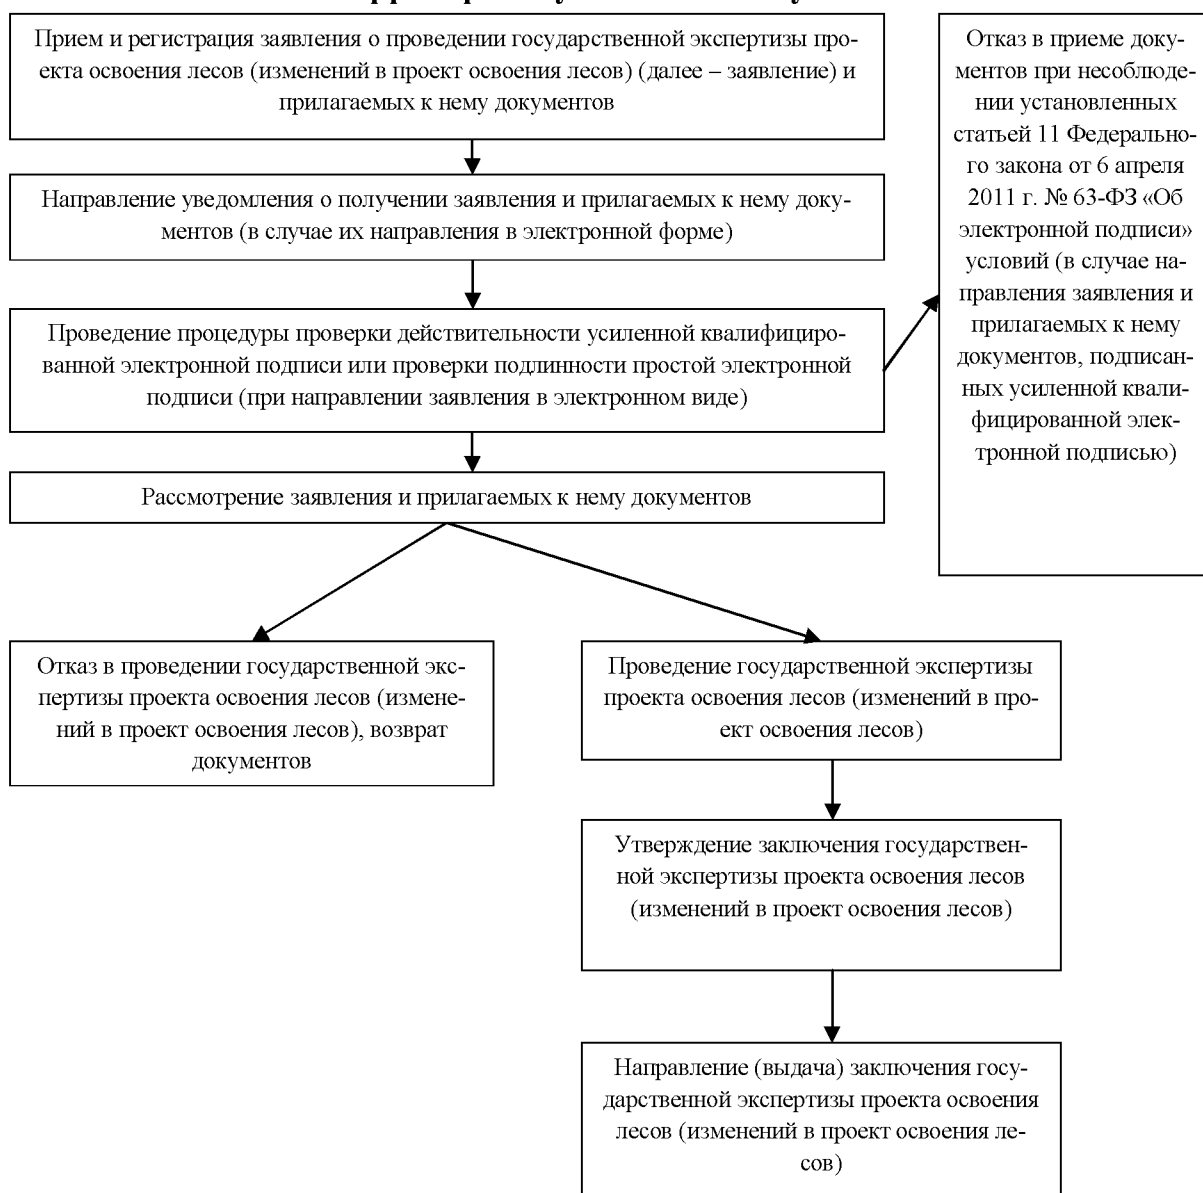 Прием и регистрация заявления о проведении государственной экспертизы про-
екта освоения лесов (изменений в проект освоения лесов) (далее – заявление) и
прилагаемых к нему документов
Отказ в приеме доку-
ментов при несоблюде-
нии установленных
статьей 11 Федерально-
го закона от 6 апреля
2011 г. № 63-ФЗ «Об
электронной подписи»
условий (в случае на-
правления заявления и
прилагаемых к нему
документов, подписан-
ных усиленной квали-
фицированной элек-
тронной подписью)
Направление уведомления о получении заявления и прилагаемых к нему доку-
ментов (в случае их направления в электронной форме)
Проведение процедуры проверки действительности усиленной квалифициро-
ванной электронной подписи или проверки подлинности простой электронной
подписи (при направлении заявления в электронном виде)
Рассмотрение заявления и прилагаемых к нему документов
Отказ в проведении государственной экс-
пертизы проекта освоения лесов (измене-
ний в проект освоения лесов), возврат
документов
Проведение государственной экспертизы
проекта освоения лесов (изменений в про-
ект освоения лесов)
Утверждение заключения государствен-
ной экспертизы проекта освоения лесов
(изменений в проект освоения лесов)
Направление (выдача) заключения госу-
дарственной экспертизы проекта освоения
лесов (изменений в проект освоения ле-
сов)